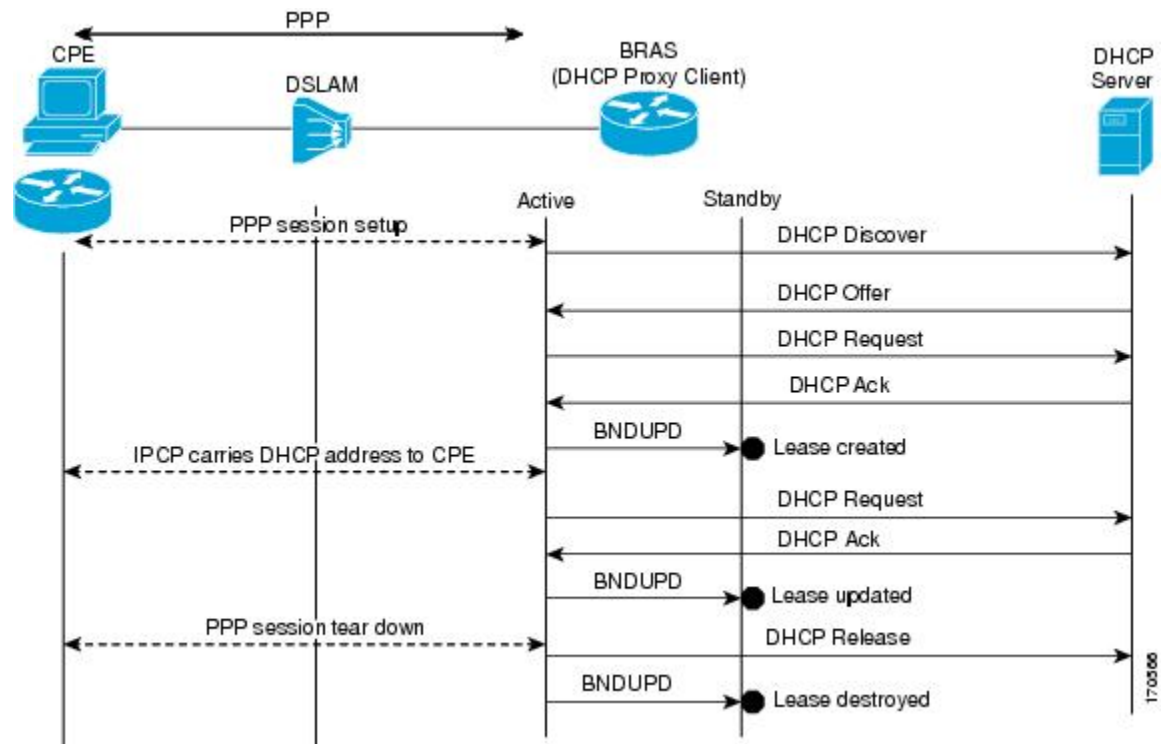 PPP
CPE
DSLAM
BRAS
(DHCP Proxy Client)
DHCP
Server
Active
Standby
PPP session setup
DHCP Discover
DHCP Offer
DHCP Request
DHCP Ack
BNDUPD
Lease created
IPCP carries DHCP address to CPE
DHCP Request
DHCP Ack
BNDUPD
Lease updated
PPP session tear down
DHCP Release
BNDUPD
Lease destroyed
170566